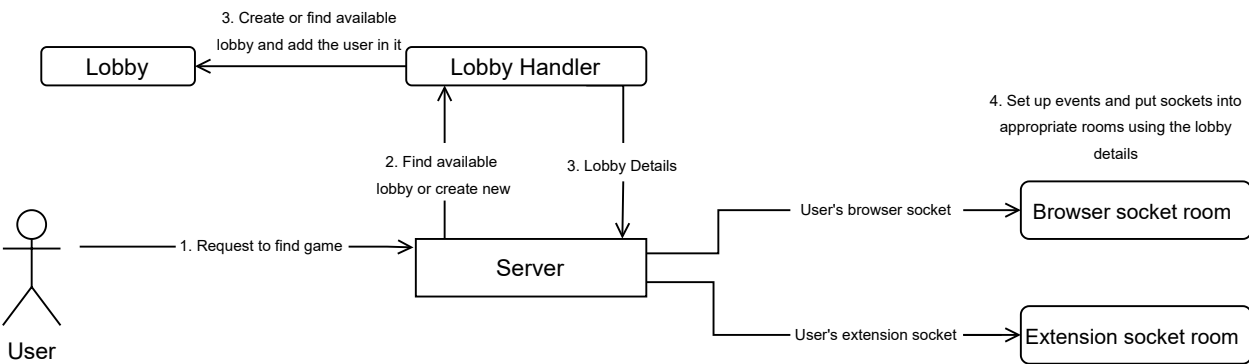 3. Create or find available
lobby and add the user in it
Lobby
Lobby Handler
4. Set up events and put sockets into
appropriate rooms using the lobby
details
2. Find available
lobby or create new
3. Lobby Details
User's browser socket
Browser socket room
1. Request to find game
Server
User's extension socket
Extension socket room
User